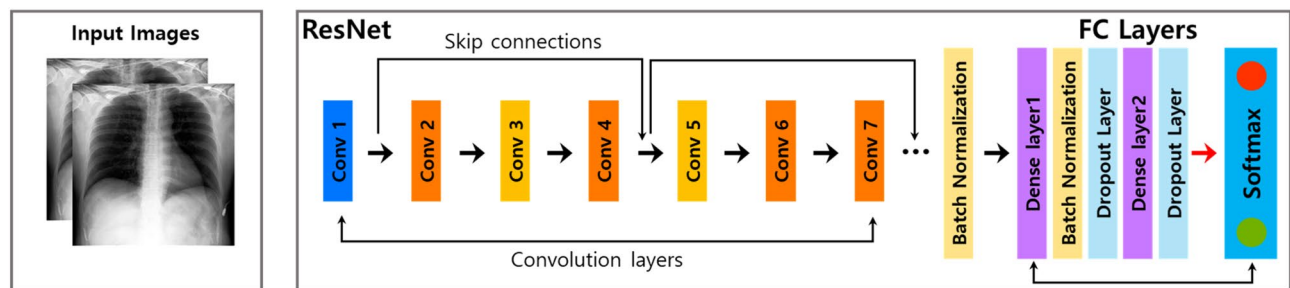 Input Images
ResNet
Skip connections
FC Layers
Conv 1
Conv 2
Conv 3
Conv 4
Conv 5
Conv 6
Conv 7
...
Batch Normalization
Dense layer1
Batch Normalization
Dropout Layer
Dense layer2
Dropout Layer
Softmax
Convolution layers